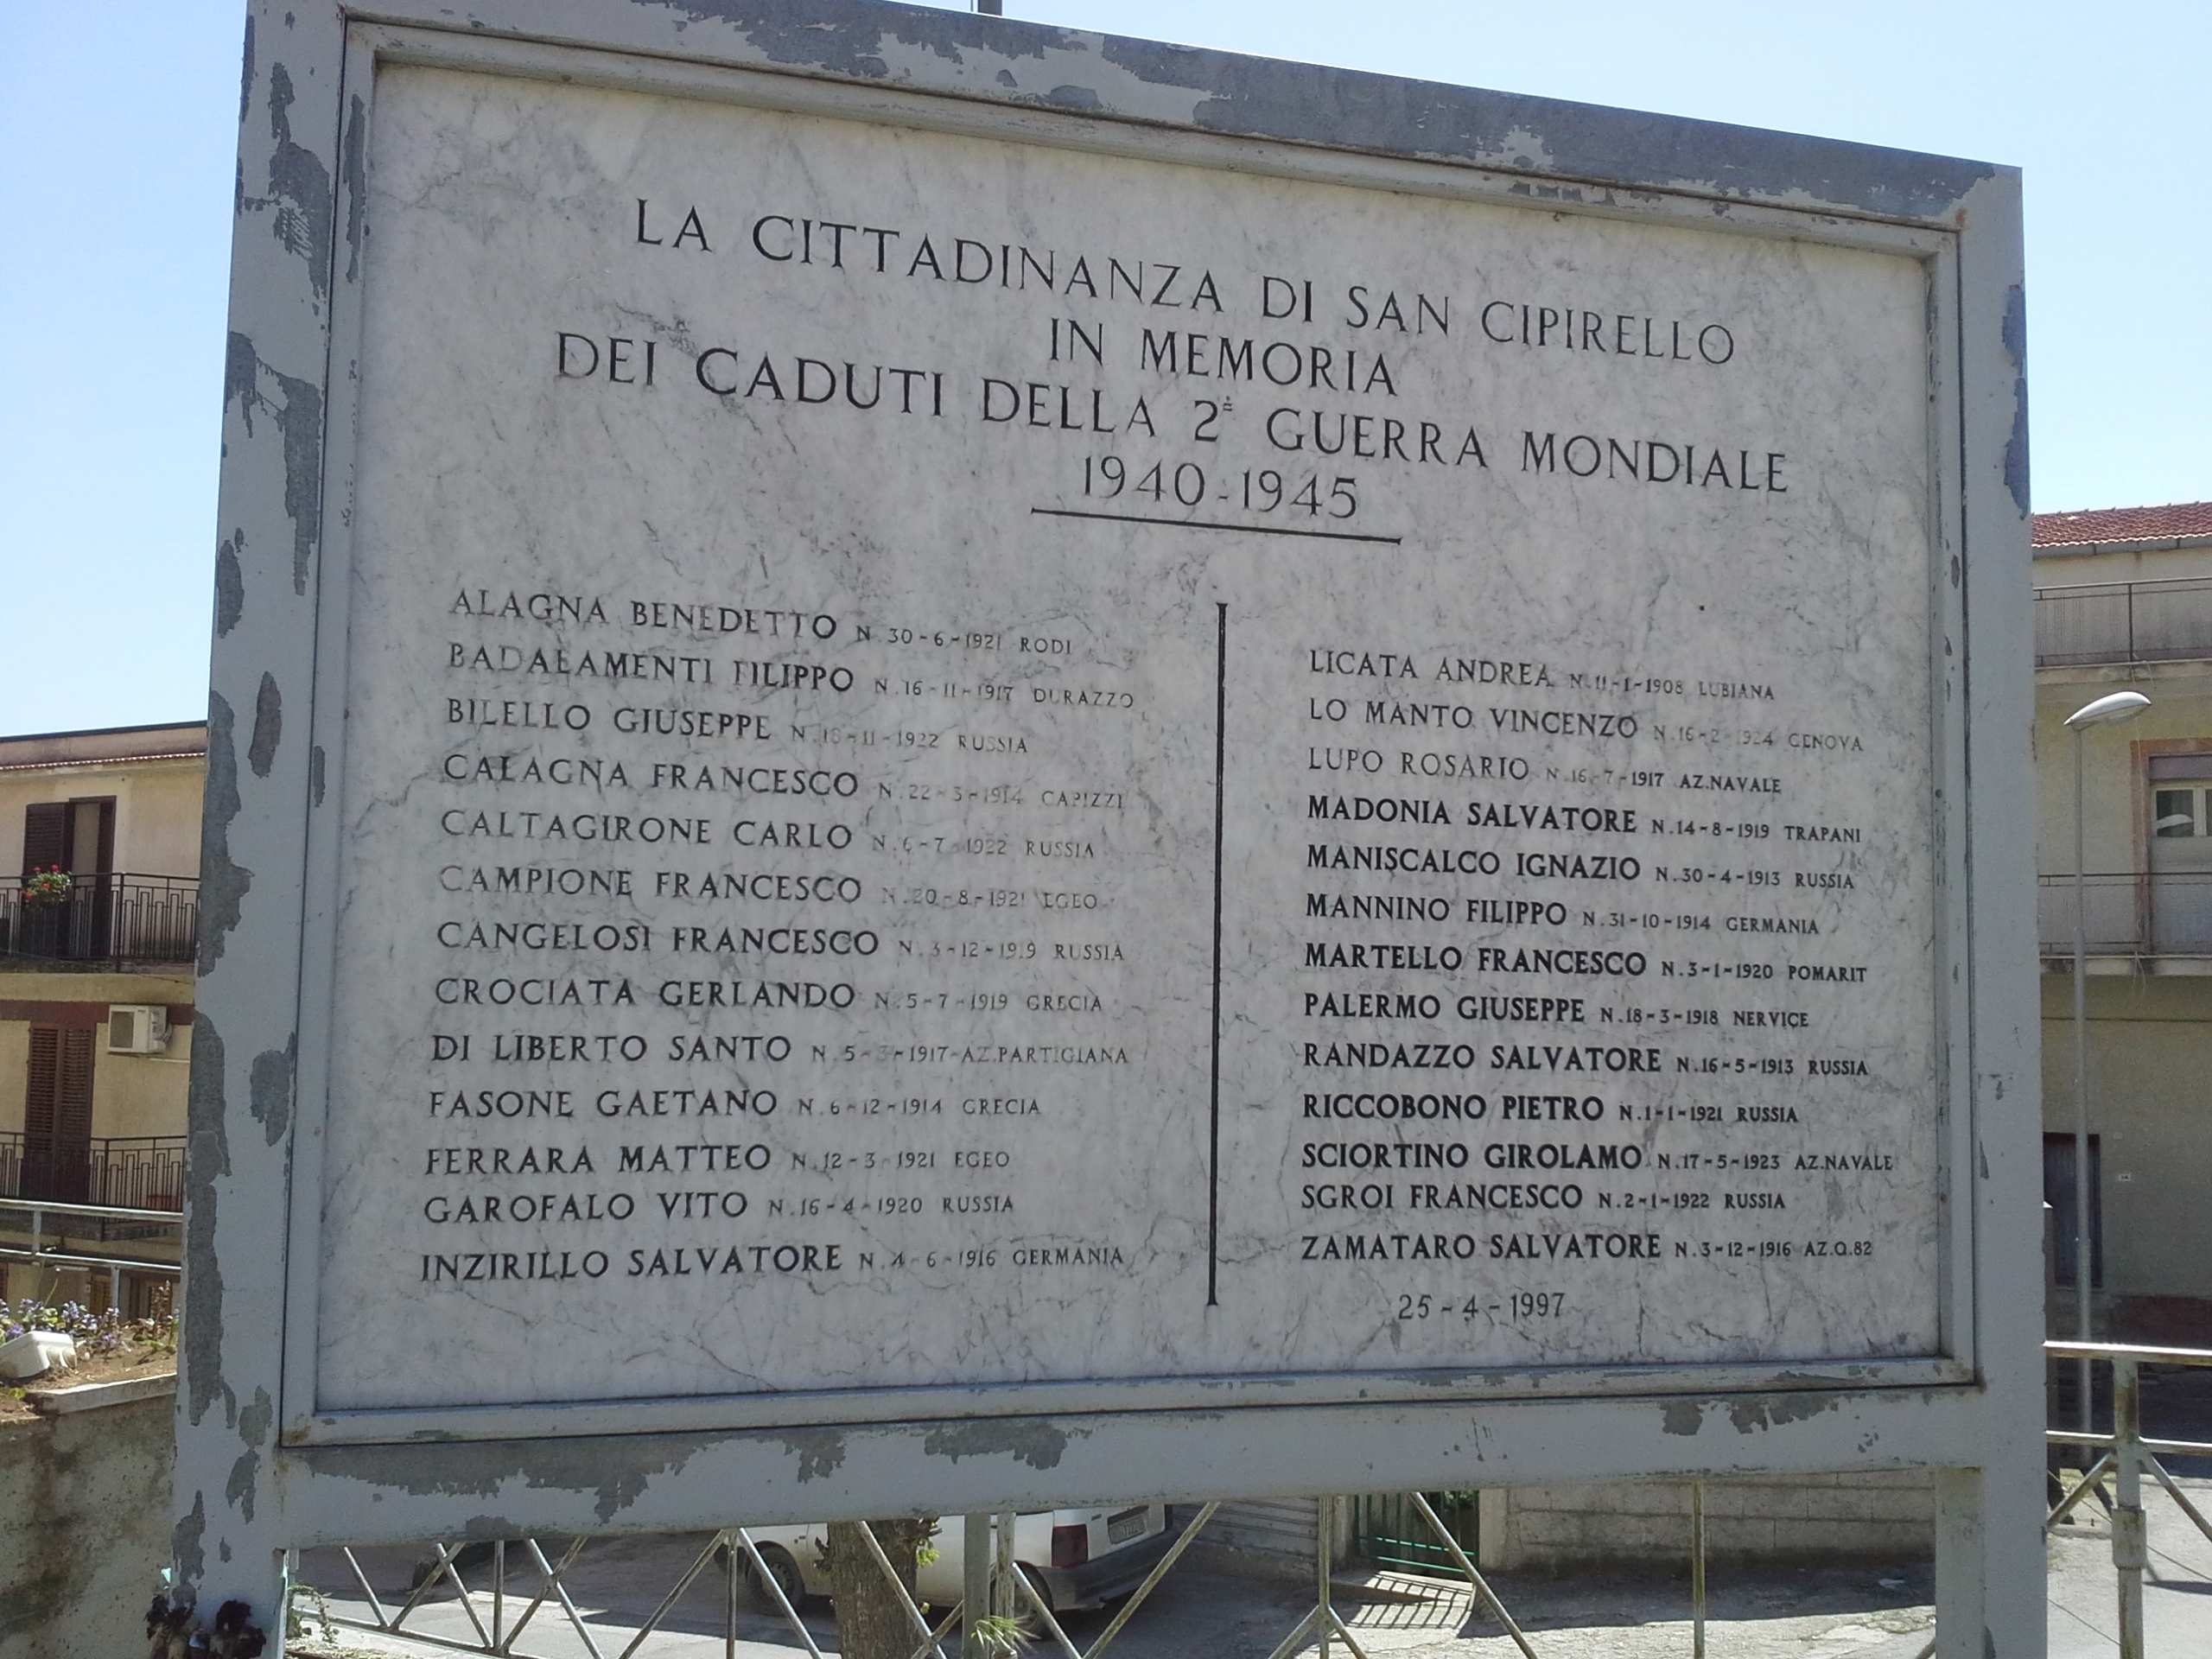 LA CITTADINANZA DI SAN CIPIRELLO
IN MEMORIA
DEI CADUTI DELLA 2ª GUERRA MONDIALE
1940-1945
ALAGNA BENEDETTO N.30-6-1921 RODI
BADALAMENTI FILIPPO N.16-11-1917 DURAZZO
BILELLO GIUSEPPE N.18-11-1922 RUSSIA
CALAGNA FRANCESCO N.22-3-1914 CAPIZZI
CALTAGIRONE CARLO N.6-7-1922 RUSSIA
CAMPIONE FRANCESCO N.20-8-1921 EGEO
CANGELOSI FRANCESCO N.3-12-1919 RUSSIA
CROCIATA GERLANDO N.5-7-1919 GRECIA
DI LIBERTO SANTO N.5-3-1917-AZ.PARTIGIANA
FASONE GAETANO N.6-12-1914 GRECIA
FERRARA MATTEO N.12-3-1921 EGEO
GAROFALO VITO N.16-4-1920 RUSSIA
INZIRILLO SALVATORE N.4-6-1916 GERMANIA
LICATA ANDREA N.11-1-1908 LUBIANA
LO MANTO VINCENZO N.16-2-1924 GENOVA
LUPO ROSARIO N.16-7-1917 AZ.NAVALE
MADONIA SALVATORE N.14-8-1919 TRAPANI
MANISCALCO IGNAZIO N.30-4-1913 RUSSIA
MANNINO FILIPPO N.31-10-1914 GERMANIA
MARTELLO FRANCESCO N.3-1-1920 POMARIT
PALERMO GIUSEPPE N.18-3-1918 NERVICE
RANDAZZO SALVATORE N.16-5-1913 RUSSIA
RICCOBONO PIETRO N.1-1-1921 RUSSIA
SCIORTINO GIROLAMO N.17-5-1923 AZ.NAVALE
SGROI FRANCESCO N.2-1-1922 RUSSIA
ZAMATARO SALVATORE N.3-12-1916 AZ.Q.82
25-4-1997